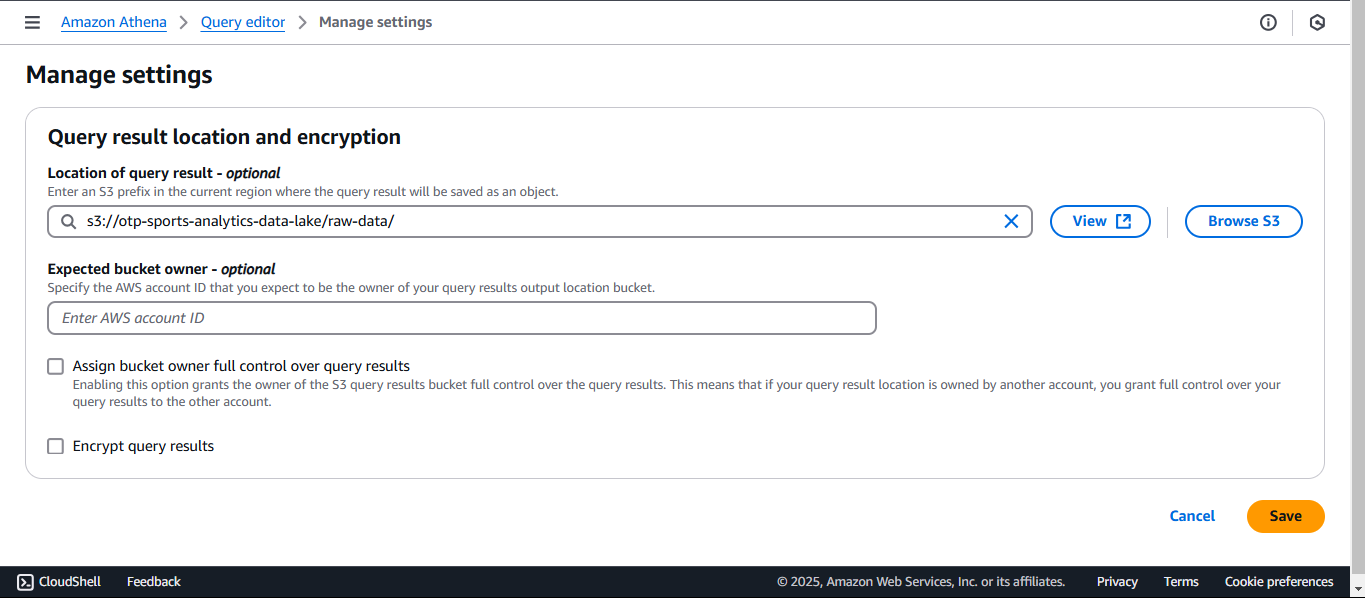 Amazon Athena > Query editor > Manage settings
Manage settings
Query result location and encryption
Location of query result - optional
Enter an S3 prefix in the current region where the query result will be saved as an object.
s3://otp-sports-analytics-data-lake/raw-data/
View
Browse S3
Expected bucket owner - optional
Specify the AWS account ID that you expect to be the owner of your query results output location bucket.
Enter AWS account ID
Assign bucket owner full control over query results
Enabling this option grants the owner of the S3 query results bucket full control over the query results. This means that if your query result location is owned by another account, you grant full control over your
query results to the other account.
Encrypt query results
Cancel
Save
CloudShell Feedback © 2025, Amazon Web Services, Inc. or its affiliates. Privacy Terms Cookie preferences